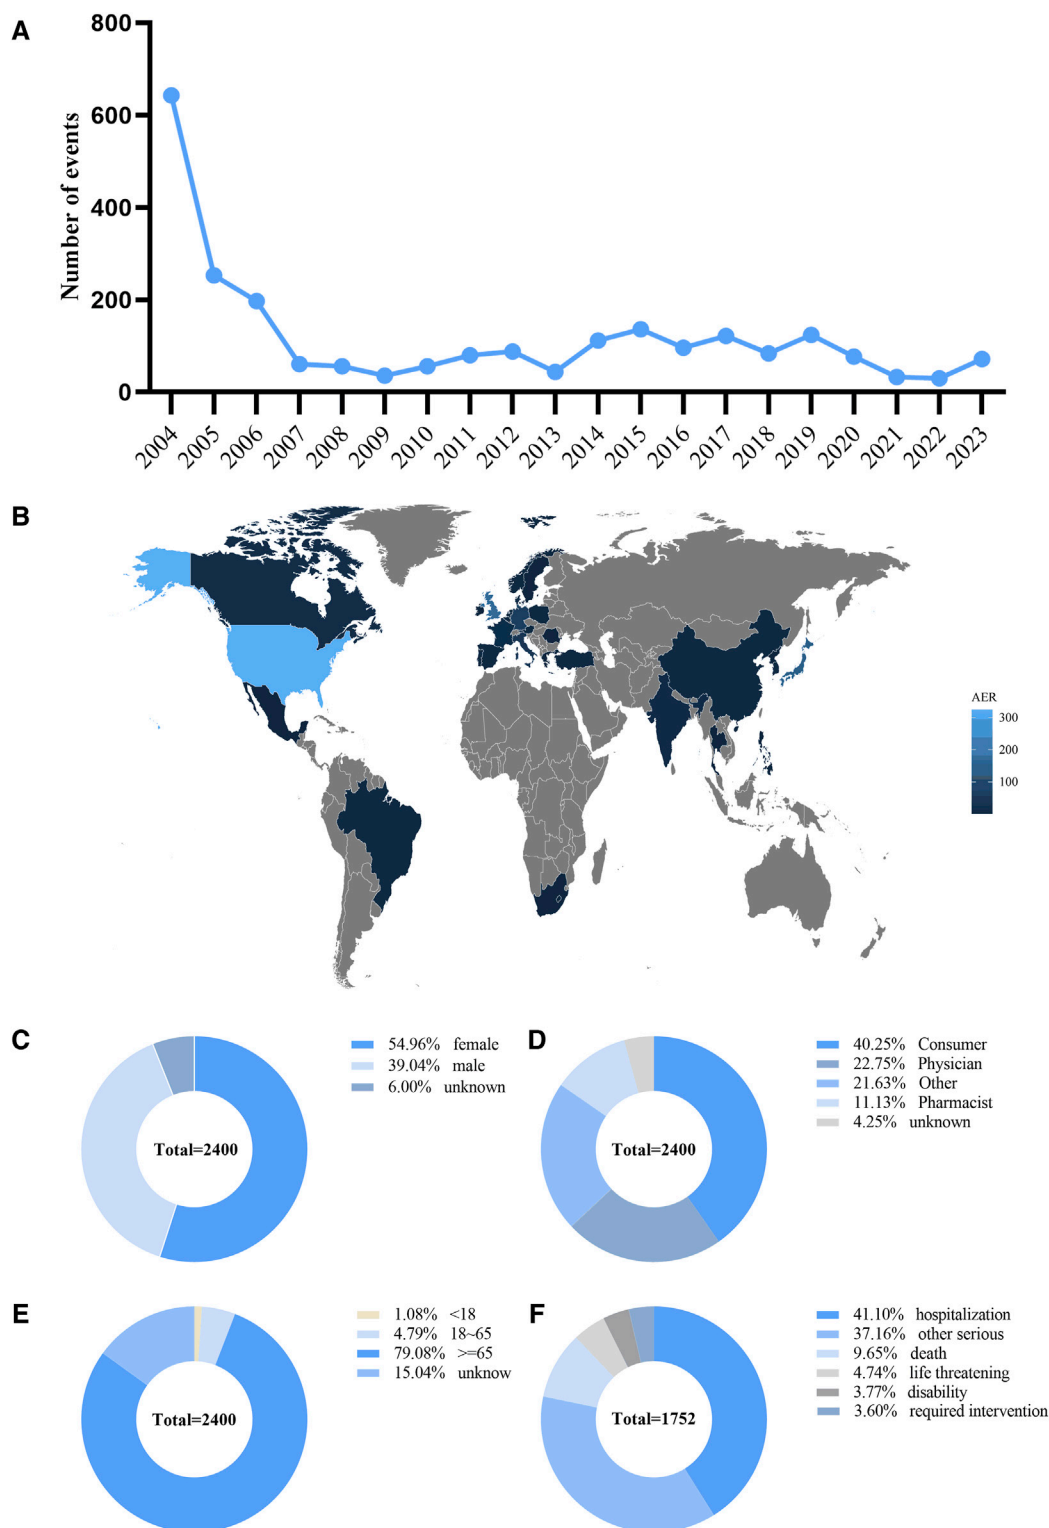 A
800
600
400
200
0
Number of events
2004 2005 2006 2007 2008 2009 2010 2011 2012 2013 2014 2015 2016 2017 2018 2019 2020 2021 2022 2023
B
AER
300
200
100
C
54.96% female
39.04% male
6.00% unknown
Total=2400
D
40.25% Consumer
22.75% Physician
21.63% Other
11.13% Pharmacist
4.25% unknown
Total=2400
E
1.08% <18
4.79% 18~65
79.08% >=65
15.04% unknow
Total=2400
F
41.10% hospitalization
37.16% other serious
9.65% death
4.74% life threatening
3.77% disability
3.60% required intervention
Total=1752